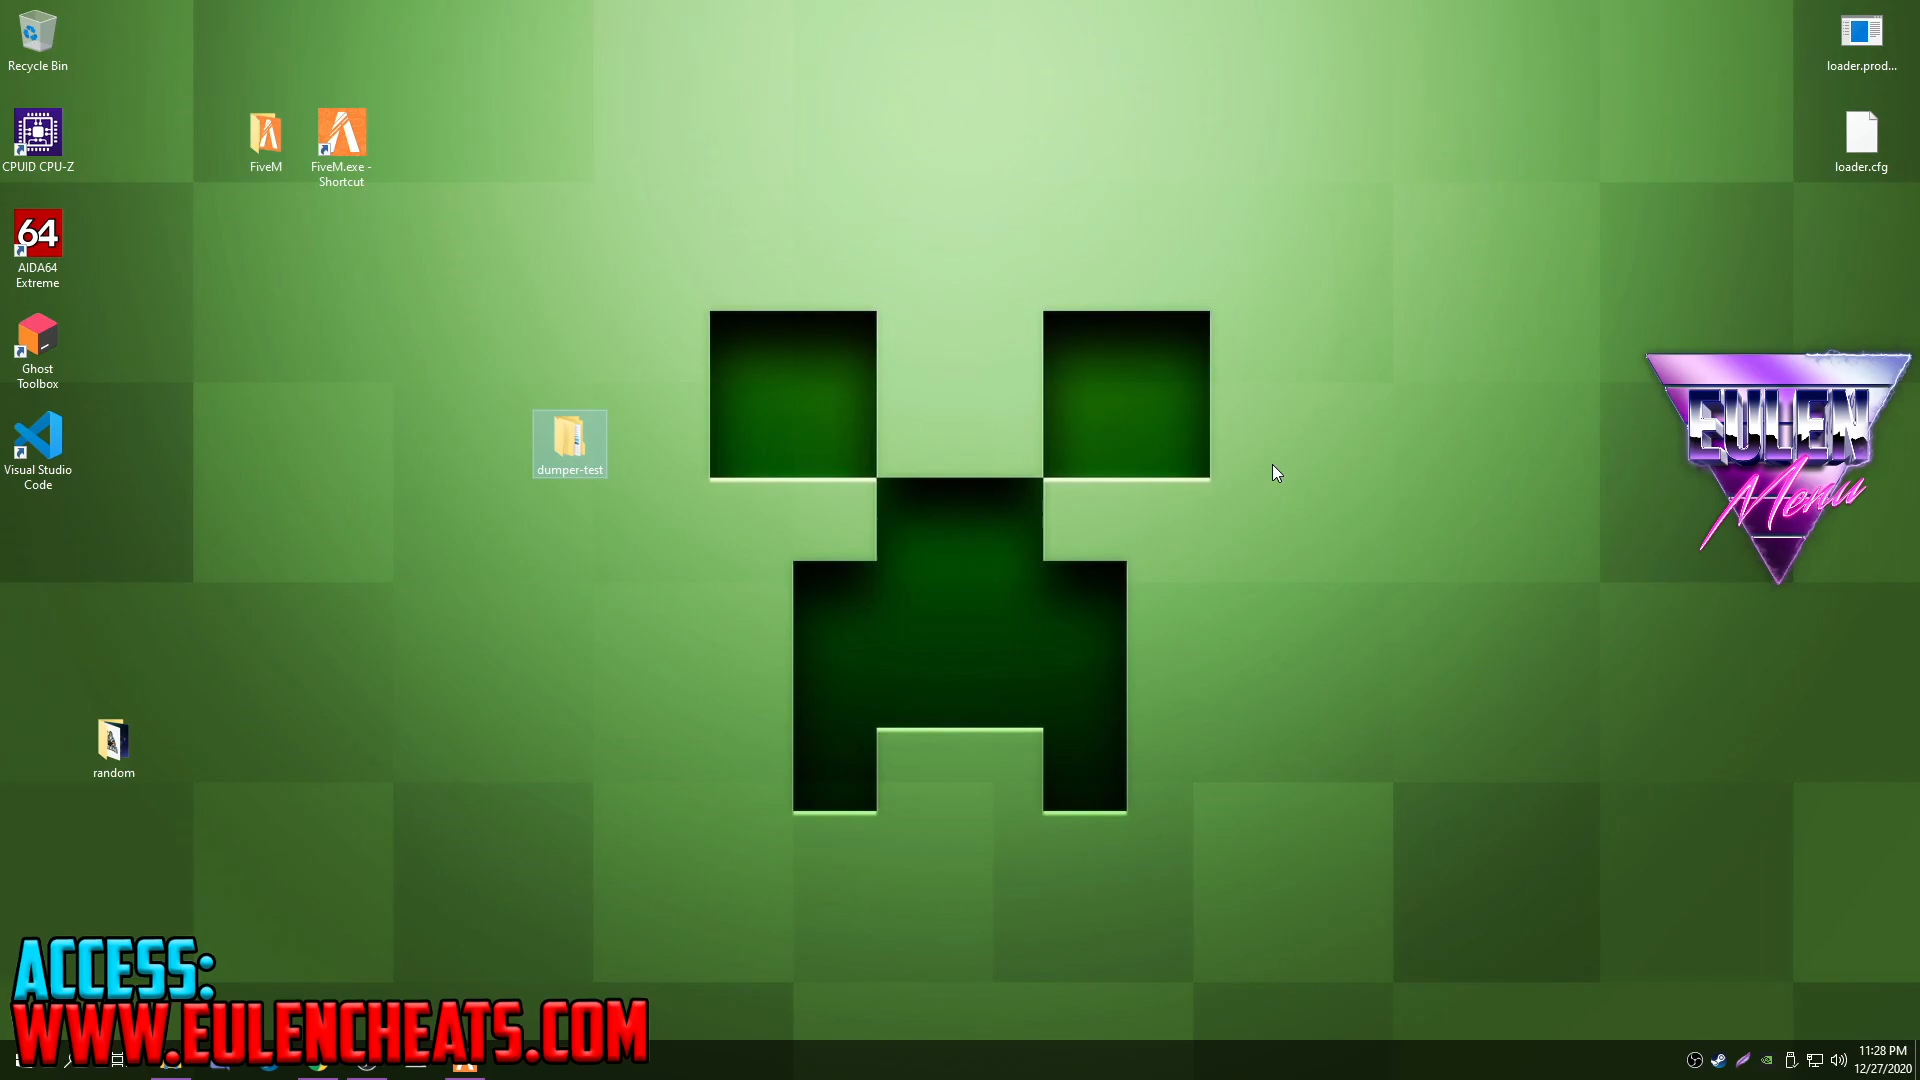 Recycle Bin
loader.prod...
CPUID CPU-Z
FiveM
FiveM.exe -
Shortcut
loader.cfg
64
AIDA64
Extreme
Ghost
Toolbox
Visual Studio
Code
dumper-test
EULEN
Menu
random
ACCESS:
WWW.EULENCHEATS.COM
11:28 PM
12/27/2020